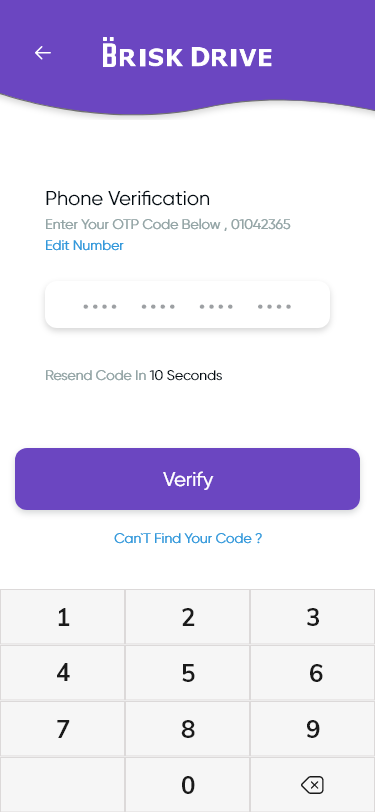 BRISK DRIVE
Phone Verification
Enter Your OTP Code Below , 01042365
Edit Number
Resend Code In 10 Seconds
Verify
Can`T Find Your Code ?
1 2 3
4 5 6
7 8 9
0